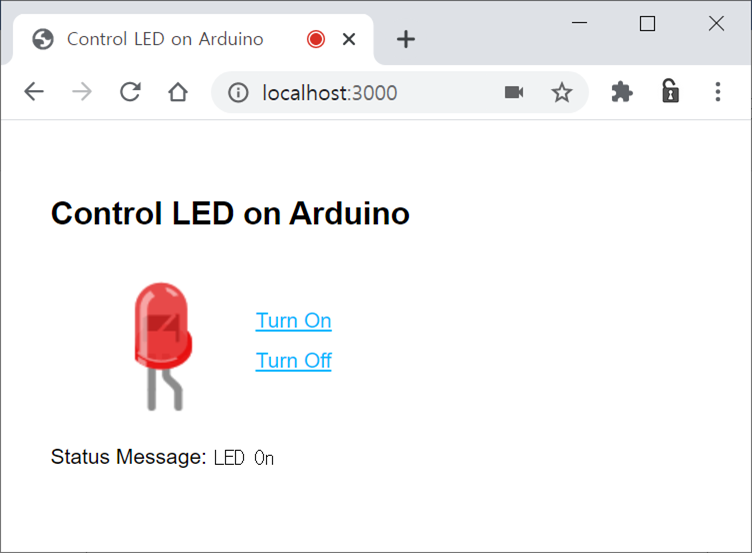 Control LED on Arduino
localhost:3000
Control LED on Arduino
Turn On
Turn Off
Status Message: LED On